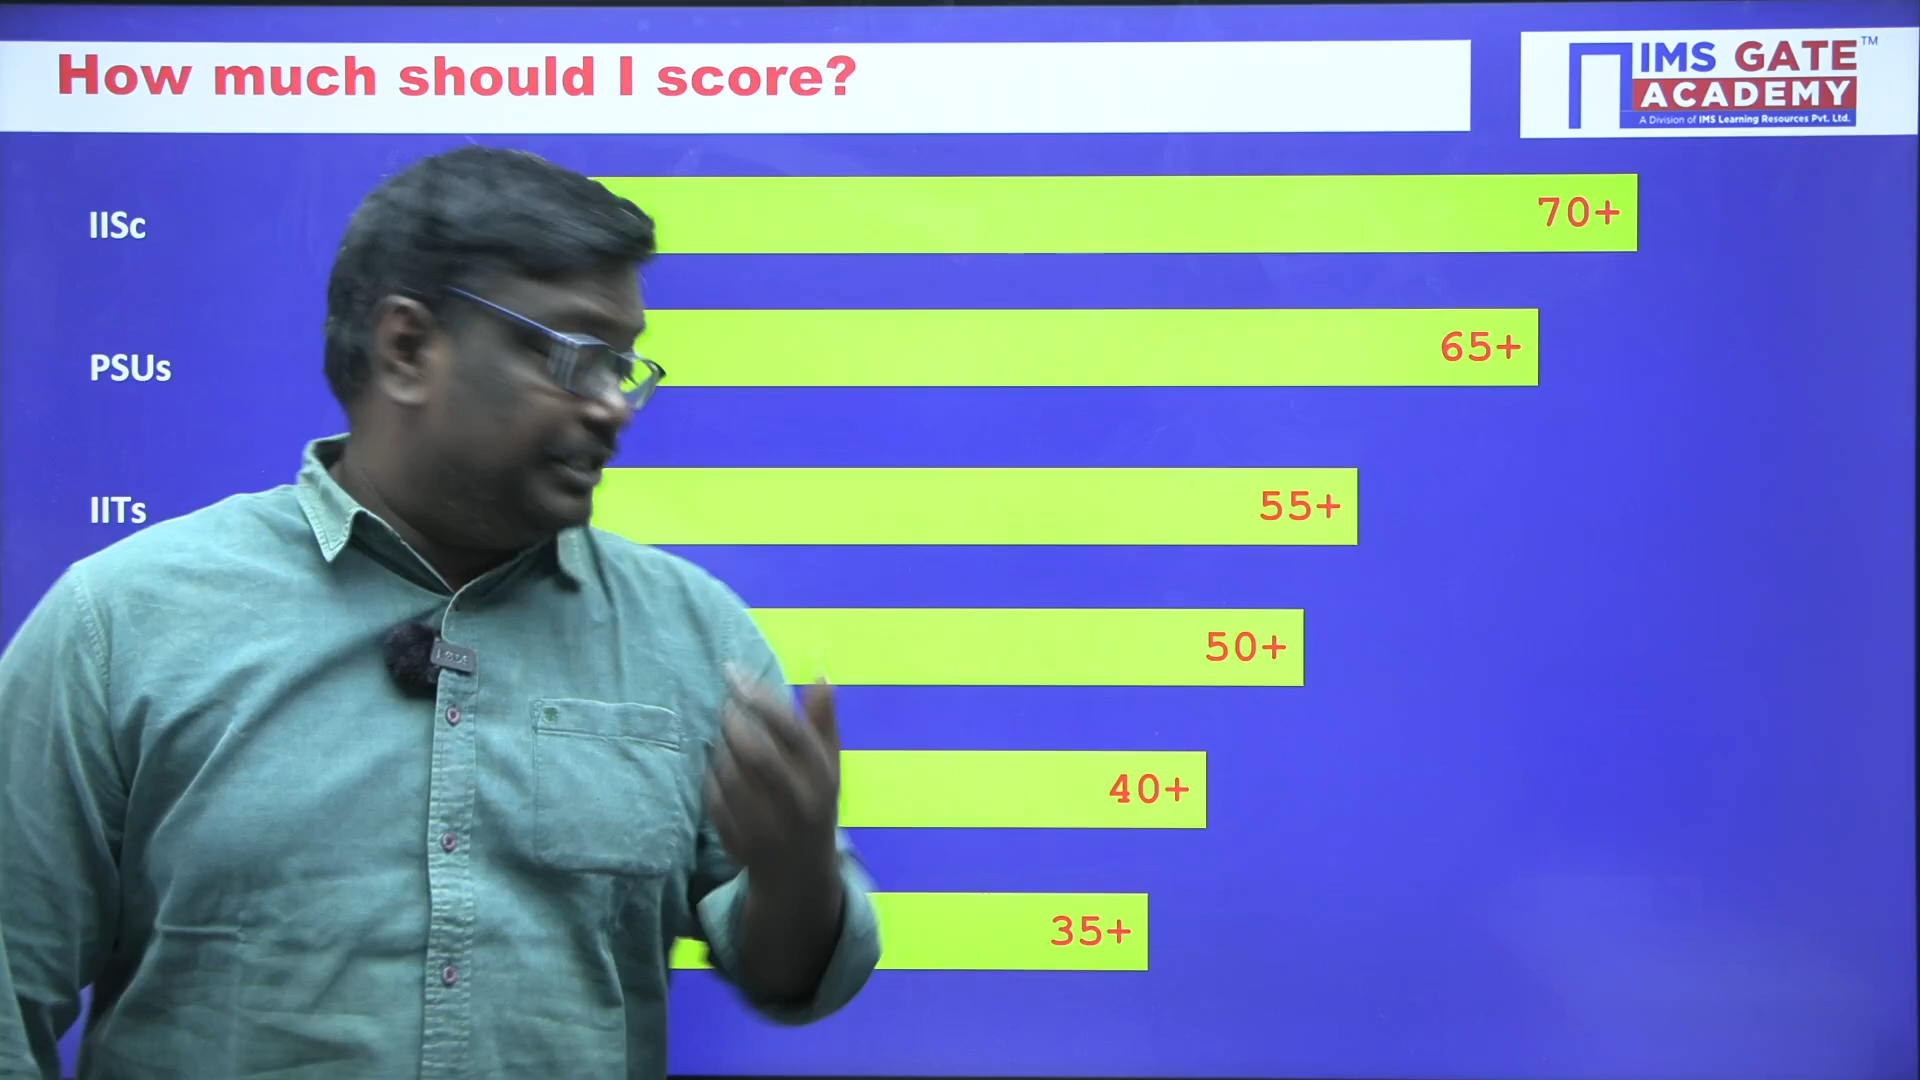 How much should I score?
IMS GATE
TM
ACADEMY
A Division of IMS Learning Resources Pvt. Ltd.
IISc
70+
PSUs
65+
IITs
55+
50+
40+
35+